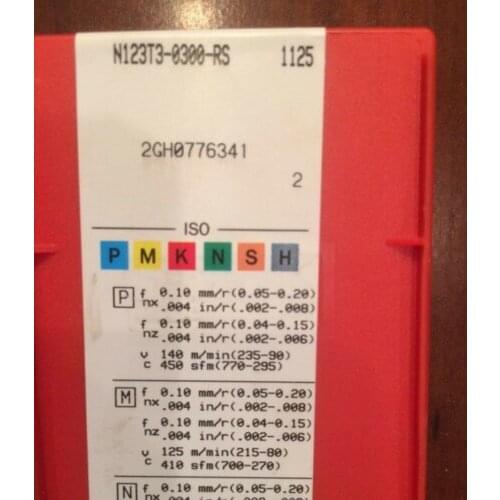 N123T3-0300-RS 1125
2GH0776341
2
ISO
P M K N S H
P f nx 0.10 mm/r(0.05-0.20)
.004 in/r(.002-.008)
f nz 0.10 mm/r(0.04-0.15)
.004 in/r(.002-.006)
v c 140 m/min(235-90)
450 sfm(770-295)
M f nx 0.10 mm/r(0.05-0.20)
.004 in/r(.002-.008)
f nz 0.10 mm/r(0.04-0.15)
.004 in/r(.002-.006)
v c 125 m/min(215-80)
410 sfm(700-270)
N f 0.10 mm/r(0.05-0.20)